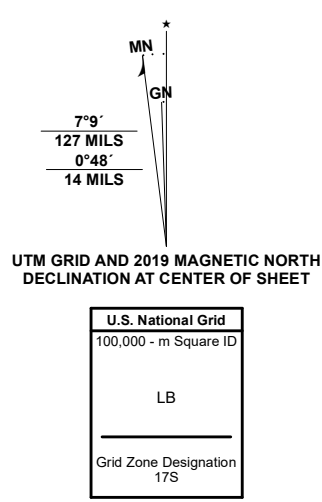 ★
MN
GN
7°9´
127 MILS
0°48´
14 MILS
UTM GRID AND 2019 MAGNETIC NORTH
DECLINATION AT CENTER OF SHEET
U.S. National Grid
100,000 - m Square ID
LB
Grid Zone Designation
17S